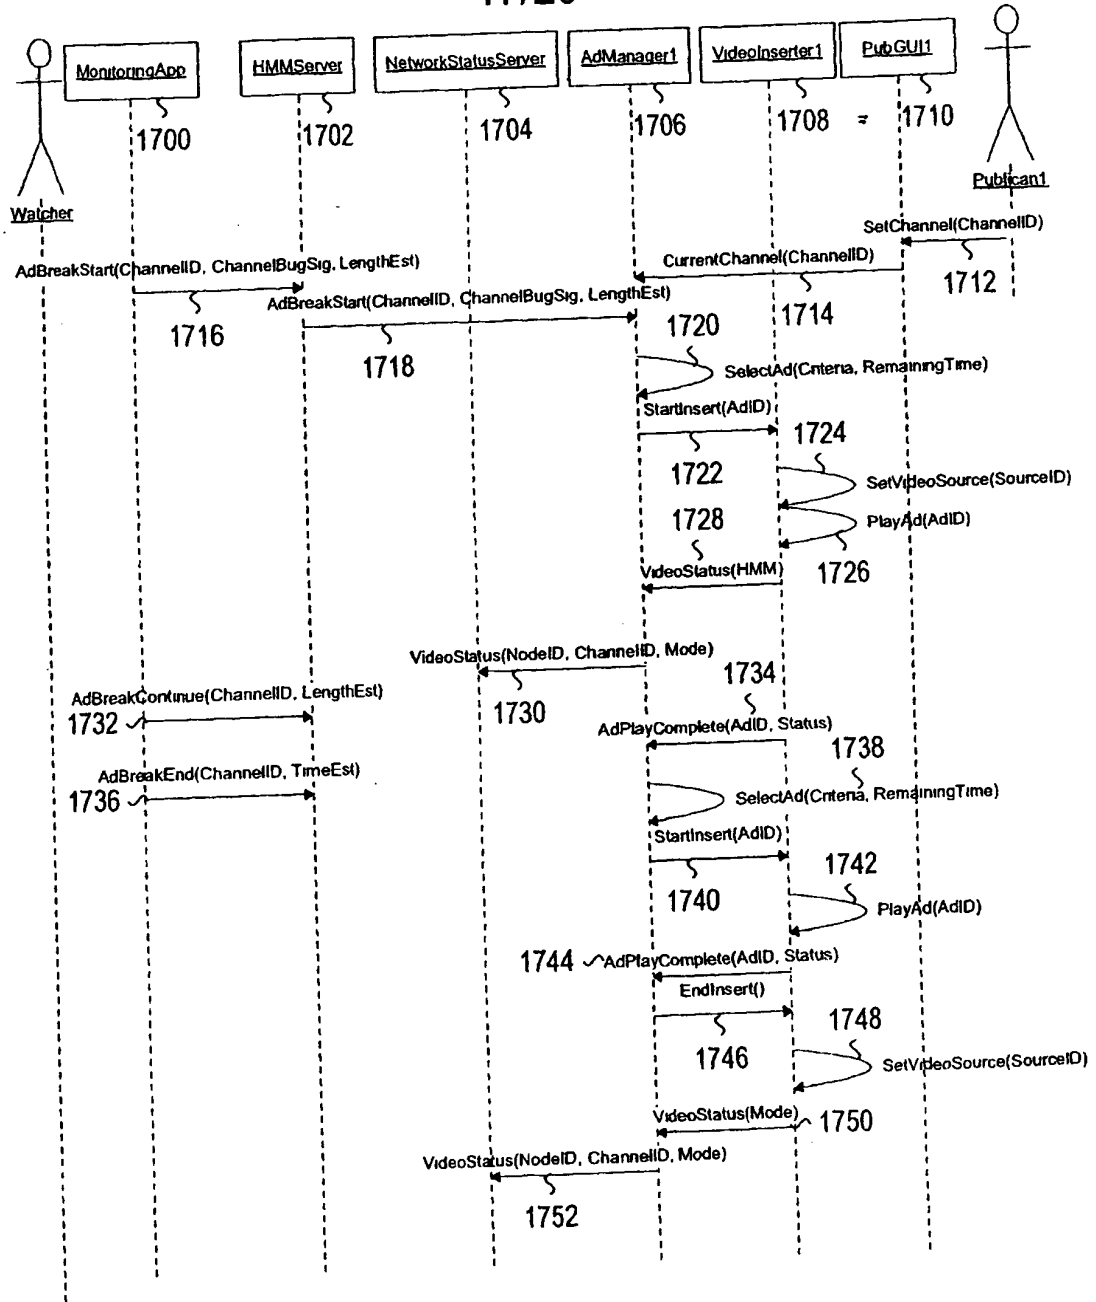 MonitoringApp
HMMServer
NetworkStatusServer
AdManager1
VideoInserter1
PubGUI1
1700
1702
1704
1706
1708
1710
Watcher
Publican1
SetChannel(ChannelID)
1712
CurrentChannel(ChannelID)
1714
AdBreakStart(ChannelID, ChannelBugSig, LengthEst)
1716
AdBreakStart(ChannelID, ChannelBugSig, LengthEst)
1718
1720
SelectAd(Criteria, RemainingTime)
StartInsert(AdID)
1722
1724
SetVideoSource(SourceID)
1728
PlayAd(AdID)
1726
VideoStatus(HMM)
VideoStatus(NodeID, ChannelID, Mode)
1730
1734
AdBreakContinue(ChannelID, LengthEst)
1732
AdPlayComplete(AdID, Status)
1738
AdBreakEnd(ChannelID, TimeEst)
1736
SelectAd(Criteria, RemainingTime)
StartInsert(AdID)
1740
1742
PlayAd(AdID)
1744
AdPlayComplete(AdID, Status)
EndInsert()
1746
1748
SetVideoSource(SourceID)
VideoStatus(Mode)
1750
VideoStatus(NodeID, ChannelID, Mode)
1752